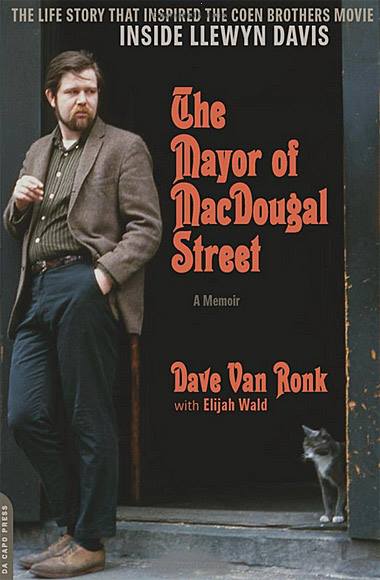 THE LIFE STORY THAT INSPIRED THE COEN BROTHERS MOVIE
INSIDE LLEWYN DAVIS
The
Mayor of
MacDougal
Street
A Memoir
Dave Van Ronk
with Elijah Wald
DA CAPO PRESS